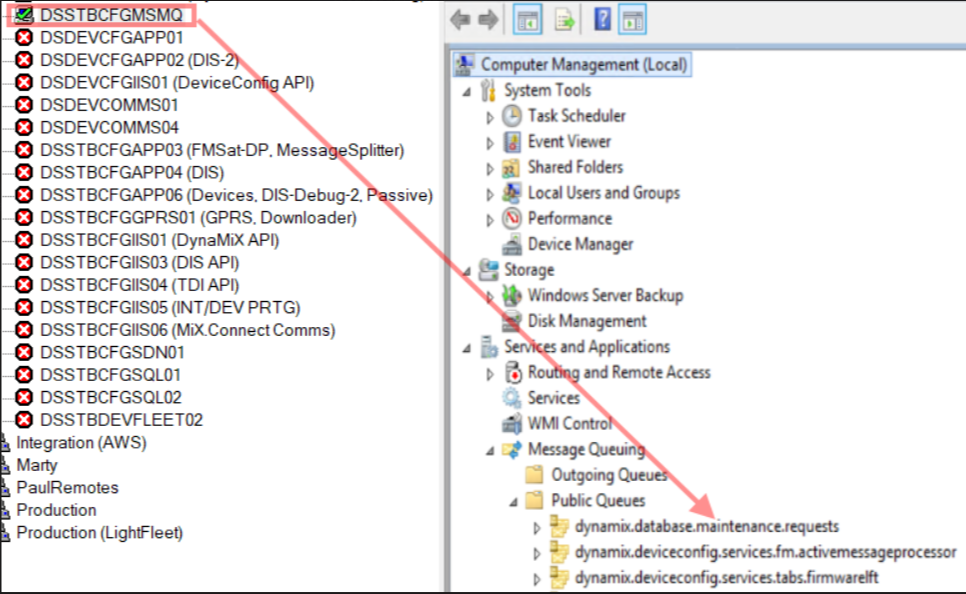 DSSTBCFGMSMQ
DSDEVCFGAPP01
DSDEVCFGAPP02 (DIS-2)
DSDEVCFGIIS01 (DeviceConfig API)
DSDEVCOMMS01
DSDEVCOMMS04
DSSTBCFGAPP03 (FMSat-DP, MessageSplitter)
DSSTBCFGAPP04 (DIS)
DSSTBCFGAPP06 (Devices, DIS-Debug-2, Passive)
DSSTBCFGGPRS01 (GPRS, Downloader)
DSSTBCFGIIS01 (DynaMiX API)
DSSTBCFGIIS03 (DIS API)
DSSTBCFGIIS04 (TDI API)
DSSTBCFGIIS05 (INT/DEV PRTG)
DSSTBCFGIIS06 (MiX.Connect Comms)
DSSTBCFGSDN01
DSSTBCFGSQL01
DSSTBCFGSQL02
DSSTBDEVFLEET02
Integration (AWS)
Marty
PaulRemotes
Production
Production (LightFleet)
Computer Management (Local)
System Tools
Task Scheduler
Event Viewer
Shared Folders
Local Users and Groups
Performance
Device Manager
Storage
Windows Server Backup
Disk Management
Services and Applications
Routing and Remote Access
Services
WMI Control
Message Queuing
Outgoing Queues
Public Queues
dynamix.database.maintenance.requests
dynamix.deviceconfig.services.fm.activemessageprocessor
dynamix.deviceconfig.services.tabs.firmwarelft